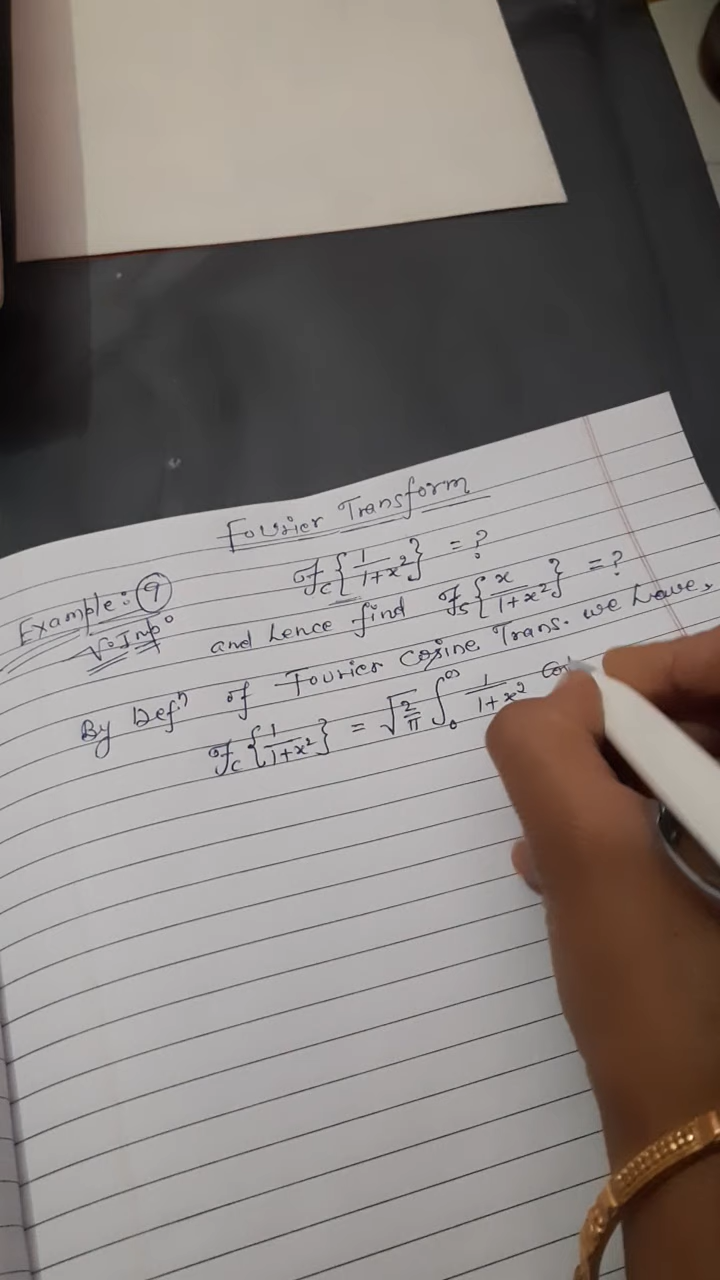 Fourier Transform
Example: 9 Fc{1/1+x²} = ?
V. Imp. and hence find Fs{x/1+x²} = ?
By Defⁿ of Fourier Cosine Trans. we have,
Fc{1/1+x²} = √2/π ∫₀^∞ 1/1+x²